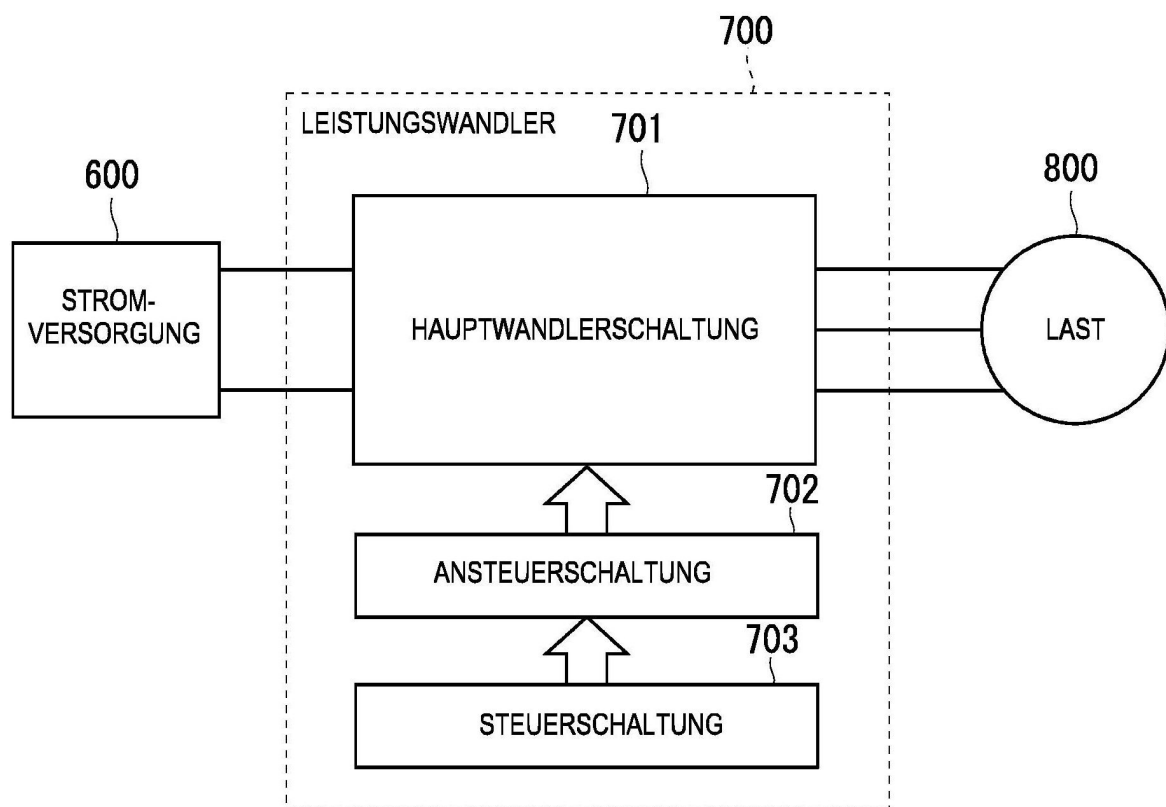 700
LEISTUNGSWANDLER
701
600
800
STROM-
VERSORGUNG
HAUPTWANDLERSCHALTUNG
LAST
702
ANSTEUERSCHALTUNG
703
STEUERSCHALTUNG